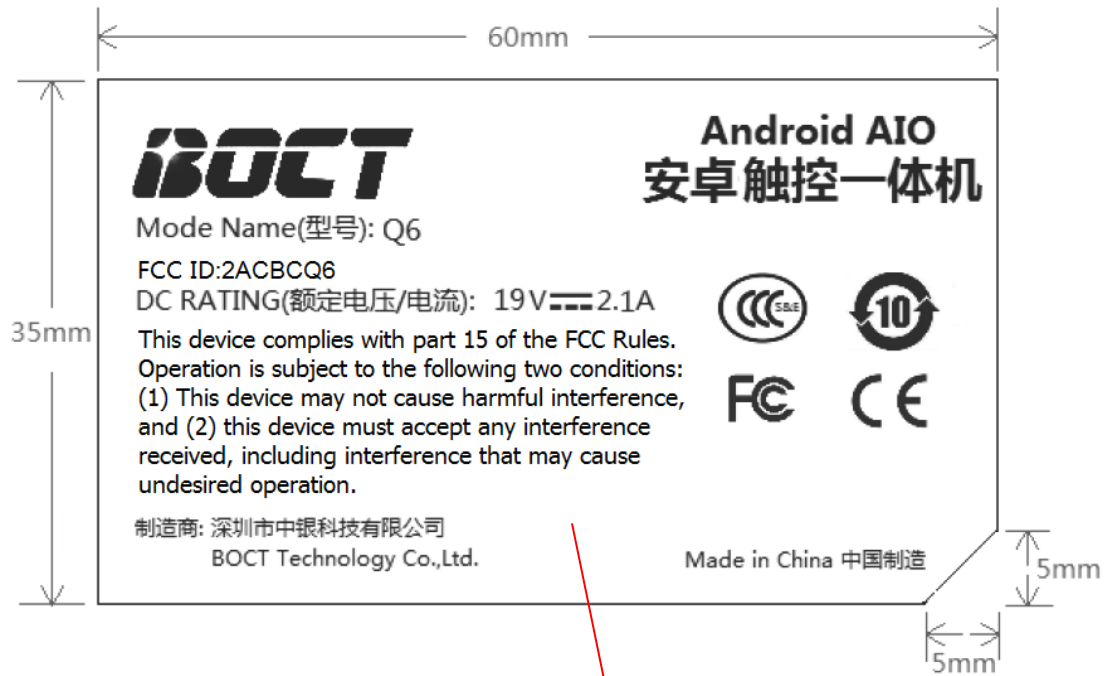 60mm
35mm
BOCT
Android AIO
安卓触控一体机
Mode Name(型号): Q6
FCC ID:2ACBCQ6
DC RATING(额定电压/电流): 19V 2.1A
CCC S&E
10
This device complies with part 15 of the FCC Rules.
Operation is subject to the following two conditions:
(1) This device may not cause harmful interference,
and (2) this device must accept any interference
received, including interference that may cause
undesired operation.
FC CE
制造商: 深圳市中银科技有限公司
BOCT Technology Co.,Ltd.
Made in China 中国制造
5mm
5mm